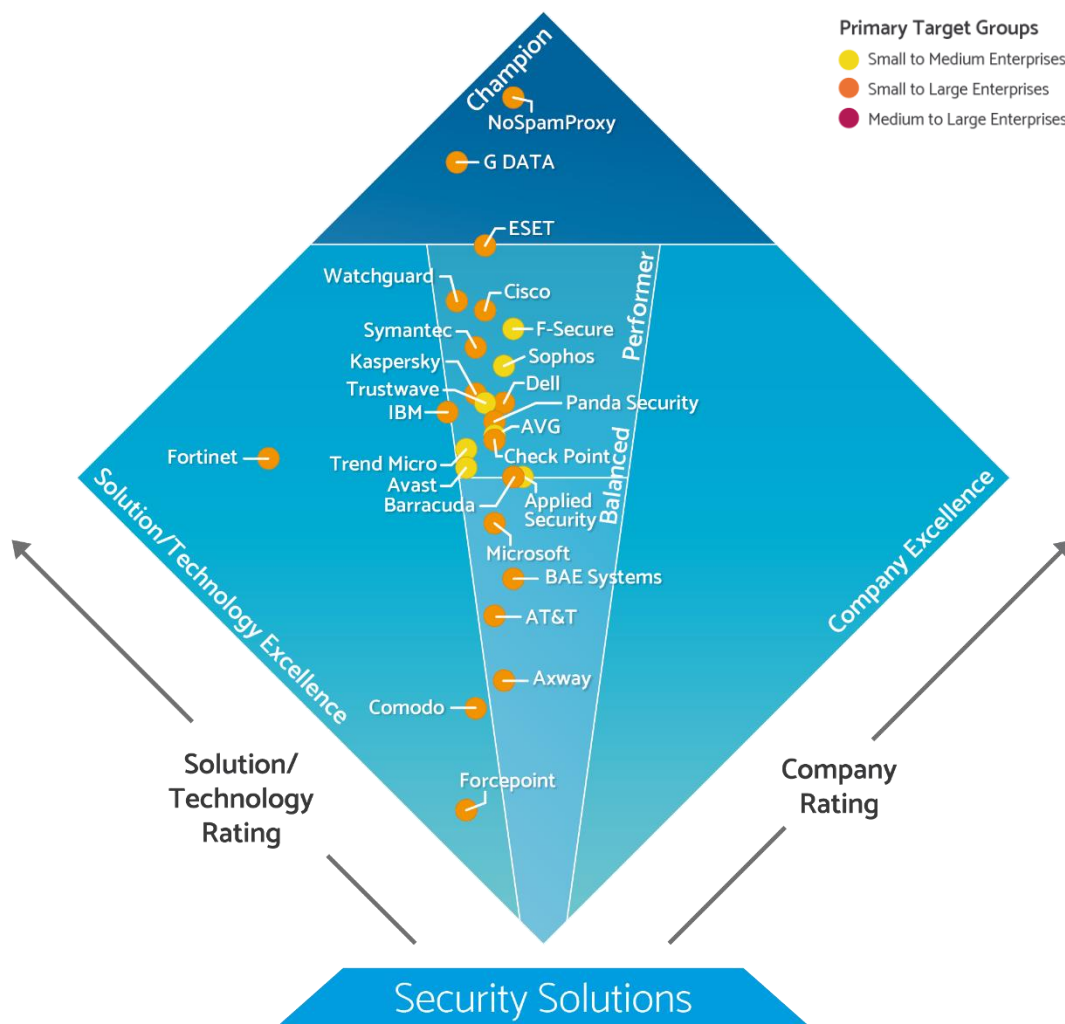 Primary Target Groups
Small to Medium Enterprises
Small to Large Enterprises
Medium to Large Enterprises
Champion
NoSpamProxy
G DATA
ESET
Watchguard
Cisco
Performer
F-Secure
Symantec
Sophos
Kaspersky
Trustwave
Dell
IBM
Panda Security
AVG
Fortinet
Trend Micro
Check Point
Balanced
Avast
Barracuda
Applied
Security
Microsoft
BAE Systems
AT&T
Axway
Comodo
Forcepoint
Solution/Technology Excellence
Company Excellence
Solution/
Technology
Rating
Company
Rating
Security Solutions